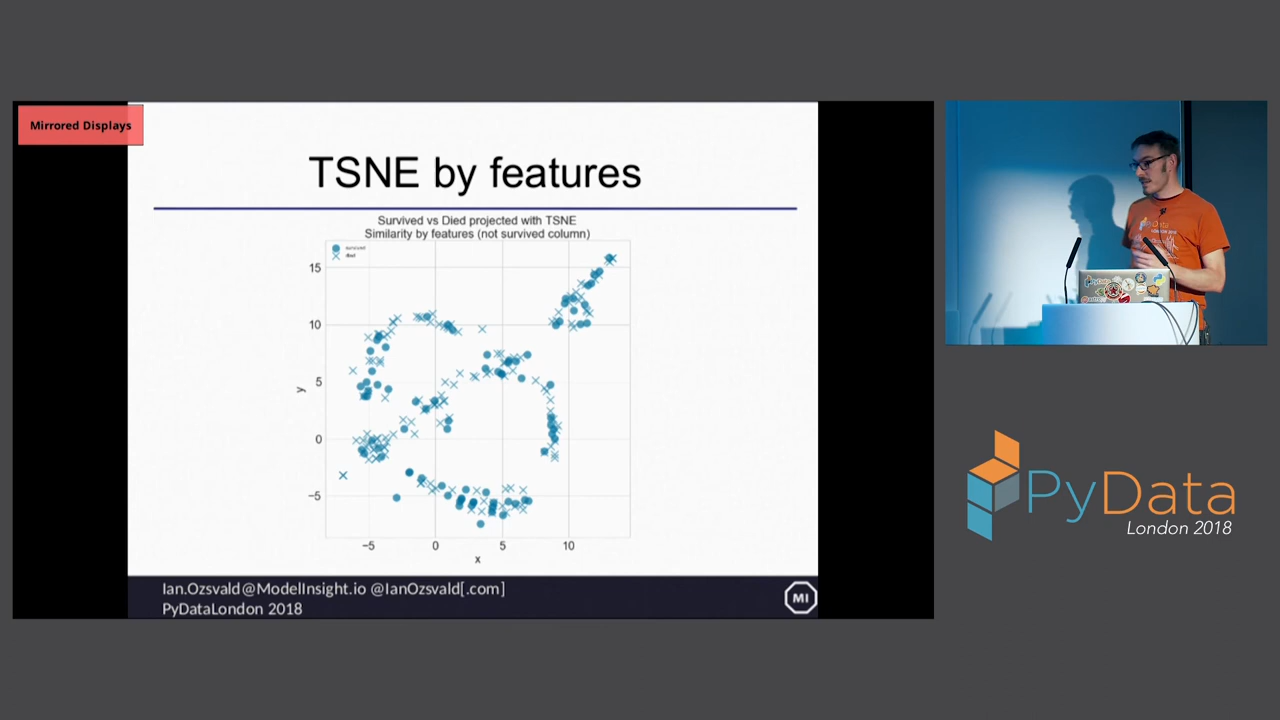 Mirrored Displays
TSNE by features
Survived vs Died projected with TSNE
Similarity by features (not survived column)
survived
died
15
10
5
0
−5
y
−5
0
5
10
x
Ian.Ozsvald@ModelInsight.io @IanOzsvald[.com]
PyDataLondon 2018
MI
PyData
London 2018